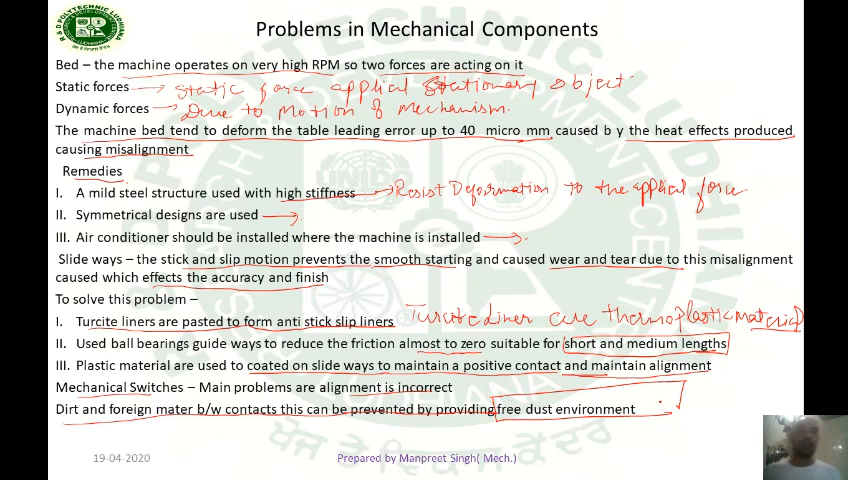 Problems in Mechanical Components
Bed – the machine operates on very high RPM so two forces are acting on it
Static forces → Static force applied Stationary object
Dynamic forces → Due to Motion of Mechanism.
The machine bed tend to deform the table leading error up to 40 micro mm caused b y the heat effects produced
causing misalignment
Remedies
I. A mild steel structure used with high stiffness → Resist Deformation to the applied force
II. Symmetrical designs are used →
III. Air conditioner should be installed where the machine is installed →
Slide ways – the stick and slip motion prevents the smooth starting and caused wear and tear due to this misalignment
caused which effects the accuracy and finish
To solve this problem –
I. Turcite liners are pasted to form anti stick slip liners Turcite liner are thermoplastic material
II. Used ball bearings guide ways to reduce the friction almost to zero suitable for short and medium lengths
III. Plastic material are used to coated on slide ways to maintain a positive contact and maintain alignment
Mechanical Switches – Main problems are alignment is incorrect
Dirt and foreign mater b/w contacts this can be prevented by providing free dust environment
19-04-2020
Prepared by Manpreet Singh( Mech.)